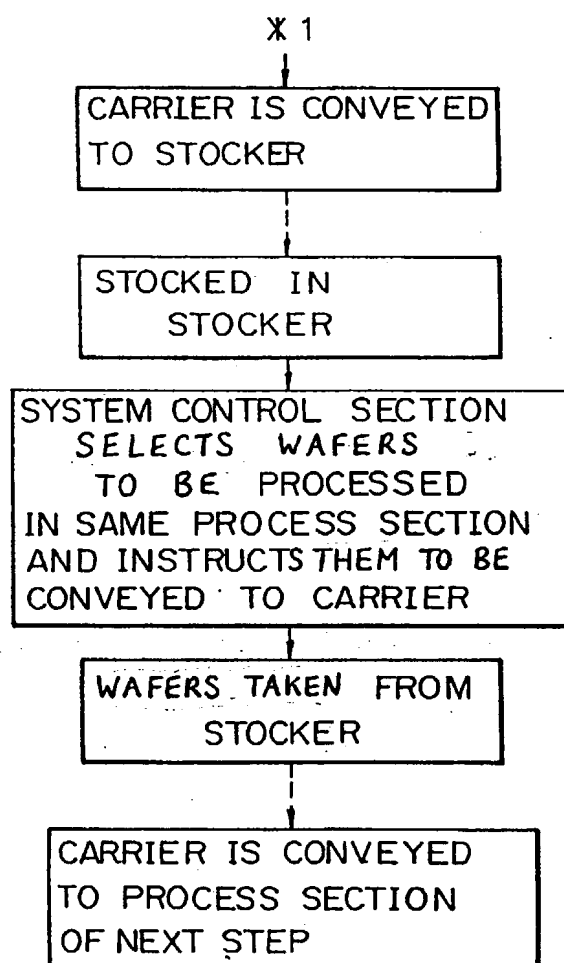 ※ 1
CARRIER IS CONVEYED
TO STOCKER
STOCKED IN
STOCKER
SYSTEM CONTROL SECTION
SELECTS WAFERS
TO BE PROCESSED
IN SAME PROCESS SECTION
AND INSTRUCTS THEM TO BE
CONVEYED TO CARRIER
WAFERS TAKEN FROM
STOCKER
CARRIER IS CONVEYED
TO PROCESS SECTION
OF NEXT STEP